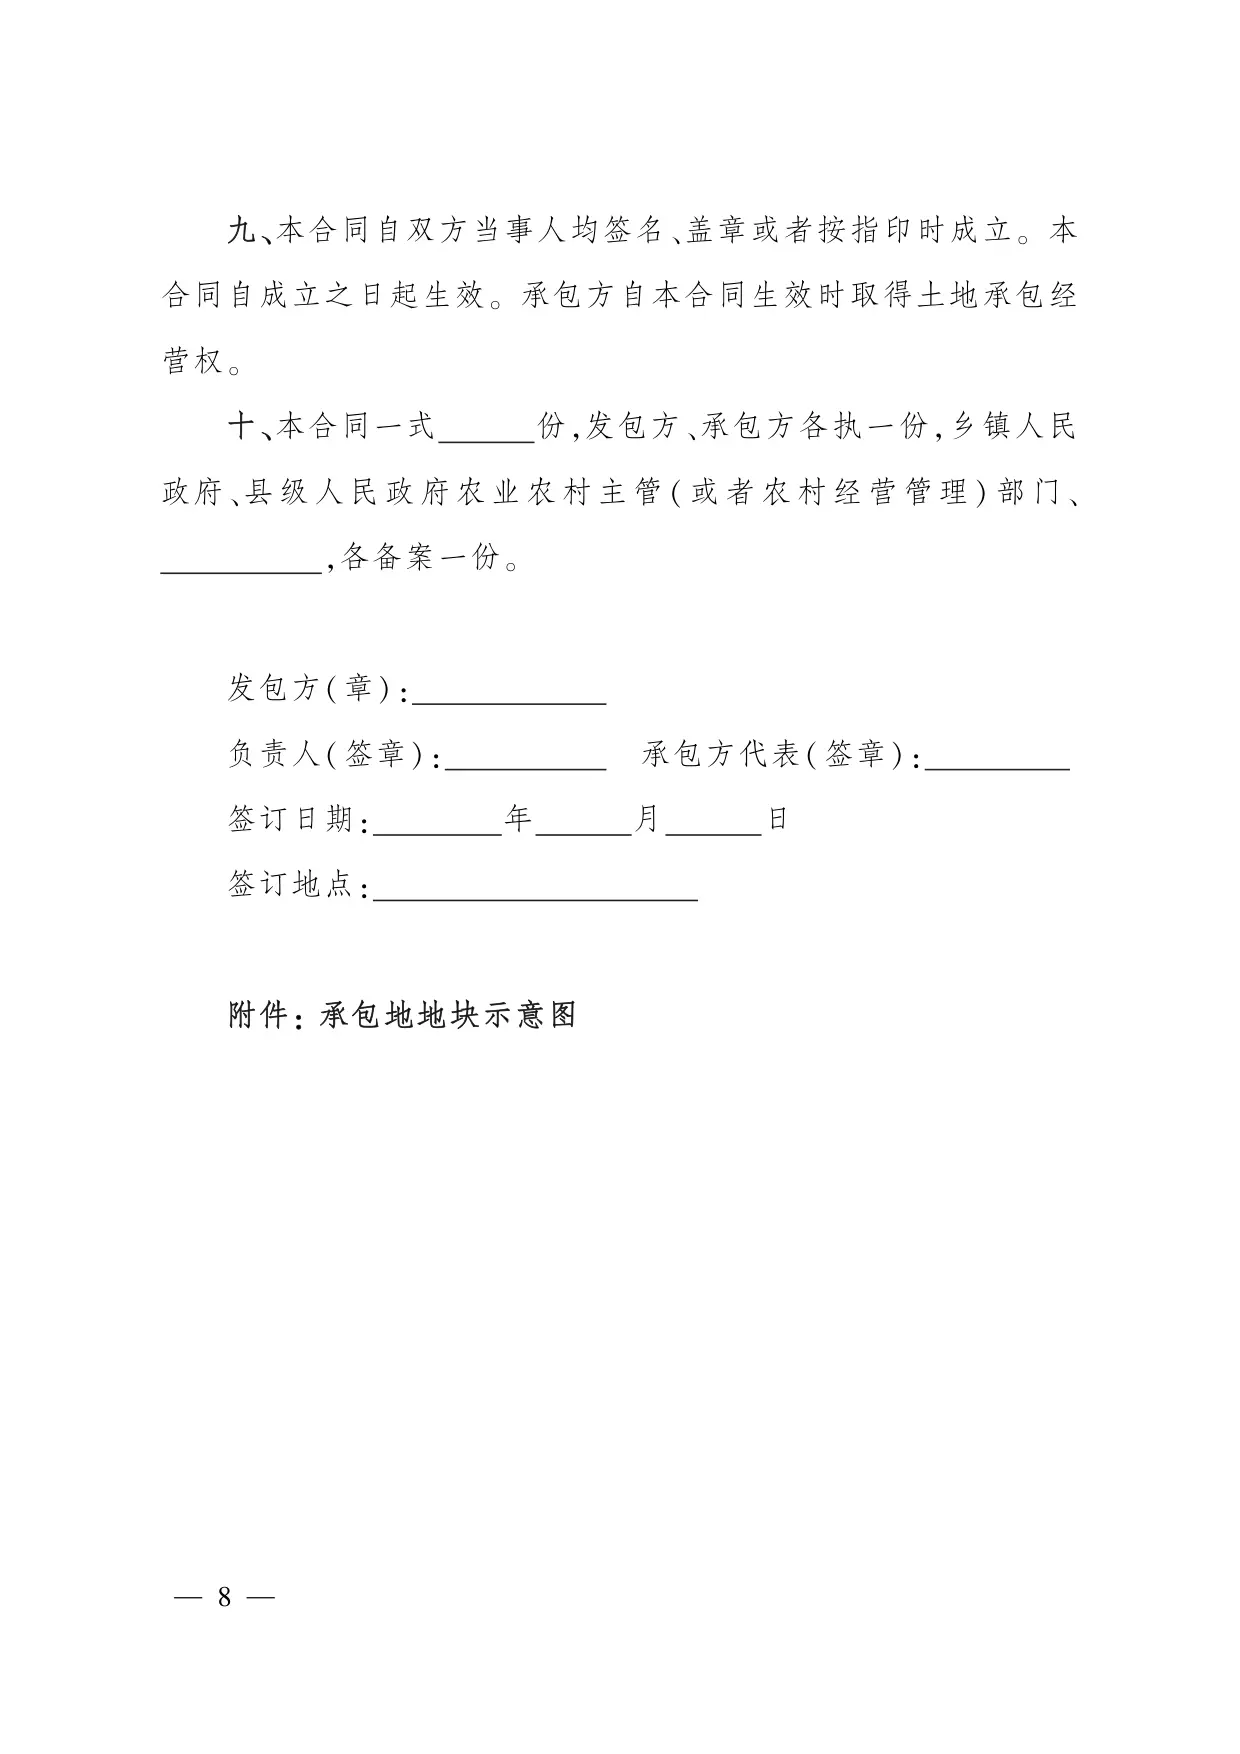 九、本合同自双方当事人均签名、盖章或者按指印时成立。本
合同自成立之日起生效。承包方自本合同生效时取得土地承包经
营权。
十、本合同一式______份,发包方、承包方各执一份,乡镇人民
政府、县级人民政府农业农村主管(或者农村经营管理)部门、
__________,各备案一份。
发包方(章):____________
负责人(签章):__________ 承包方代表(签章):_________
签订日期:________年______月______日
签订地点:____________________
附件: 承包地地块示意图
— 8 —